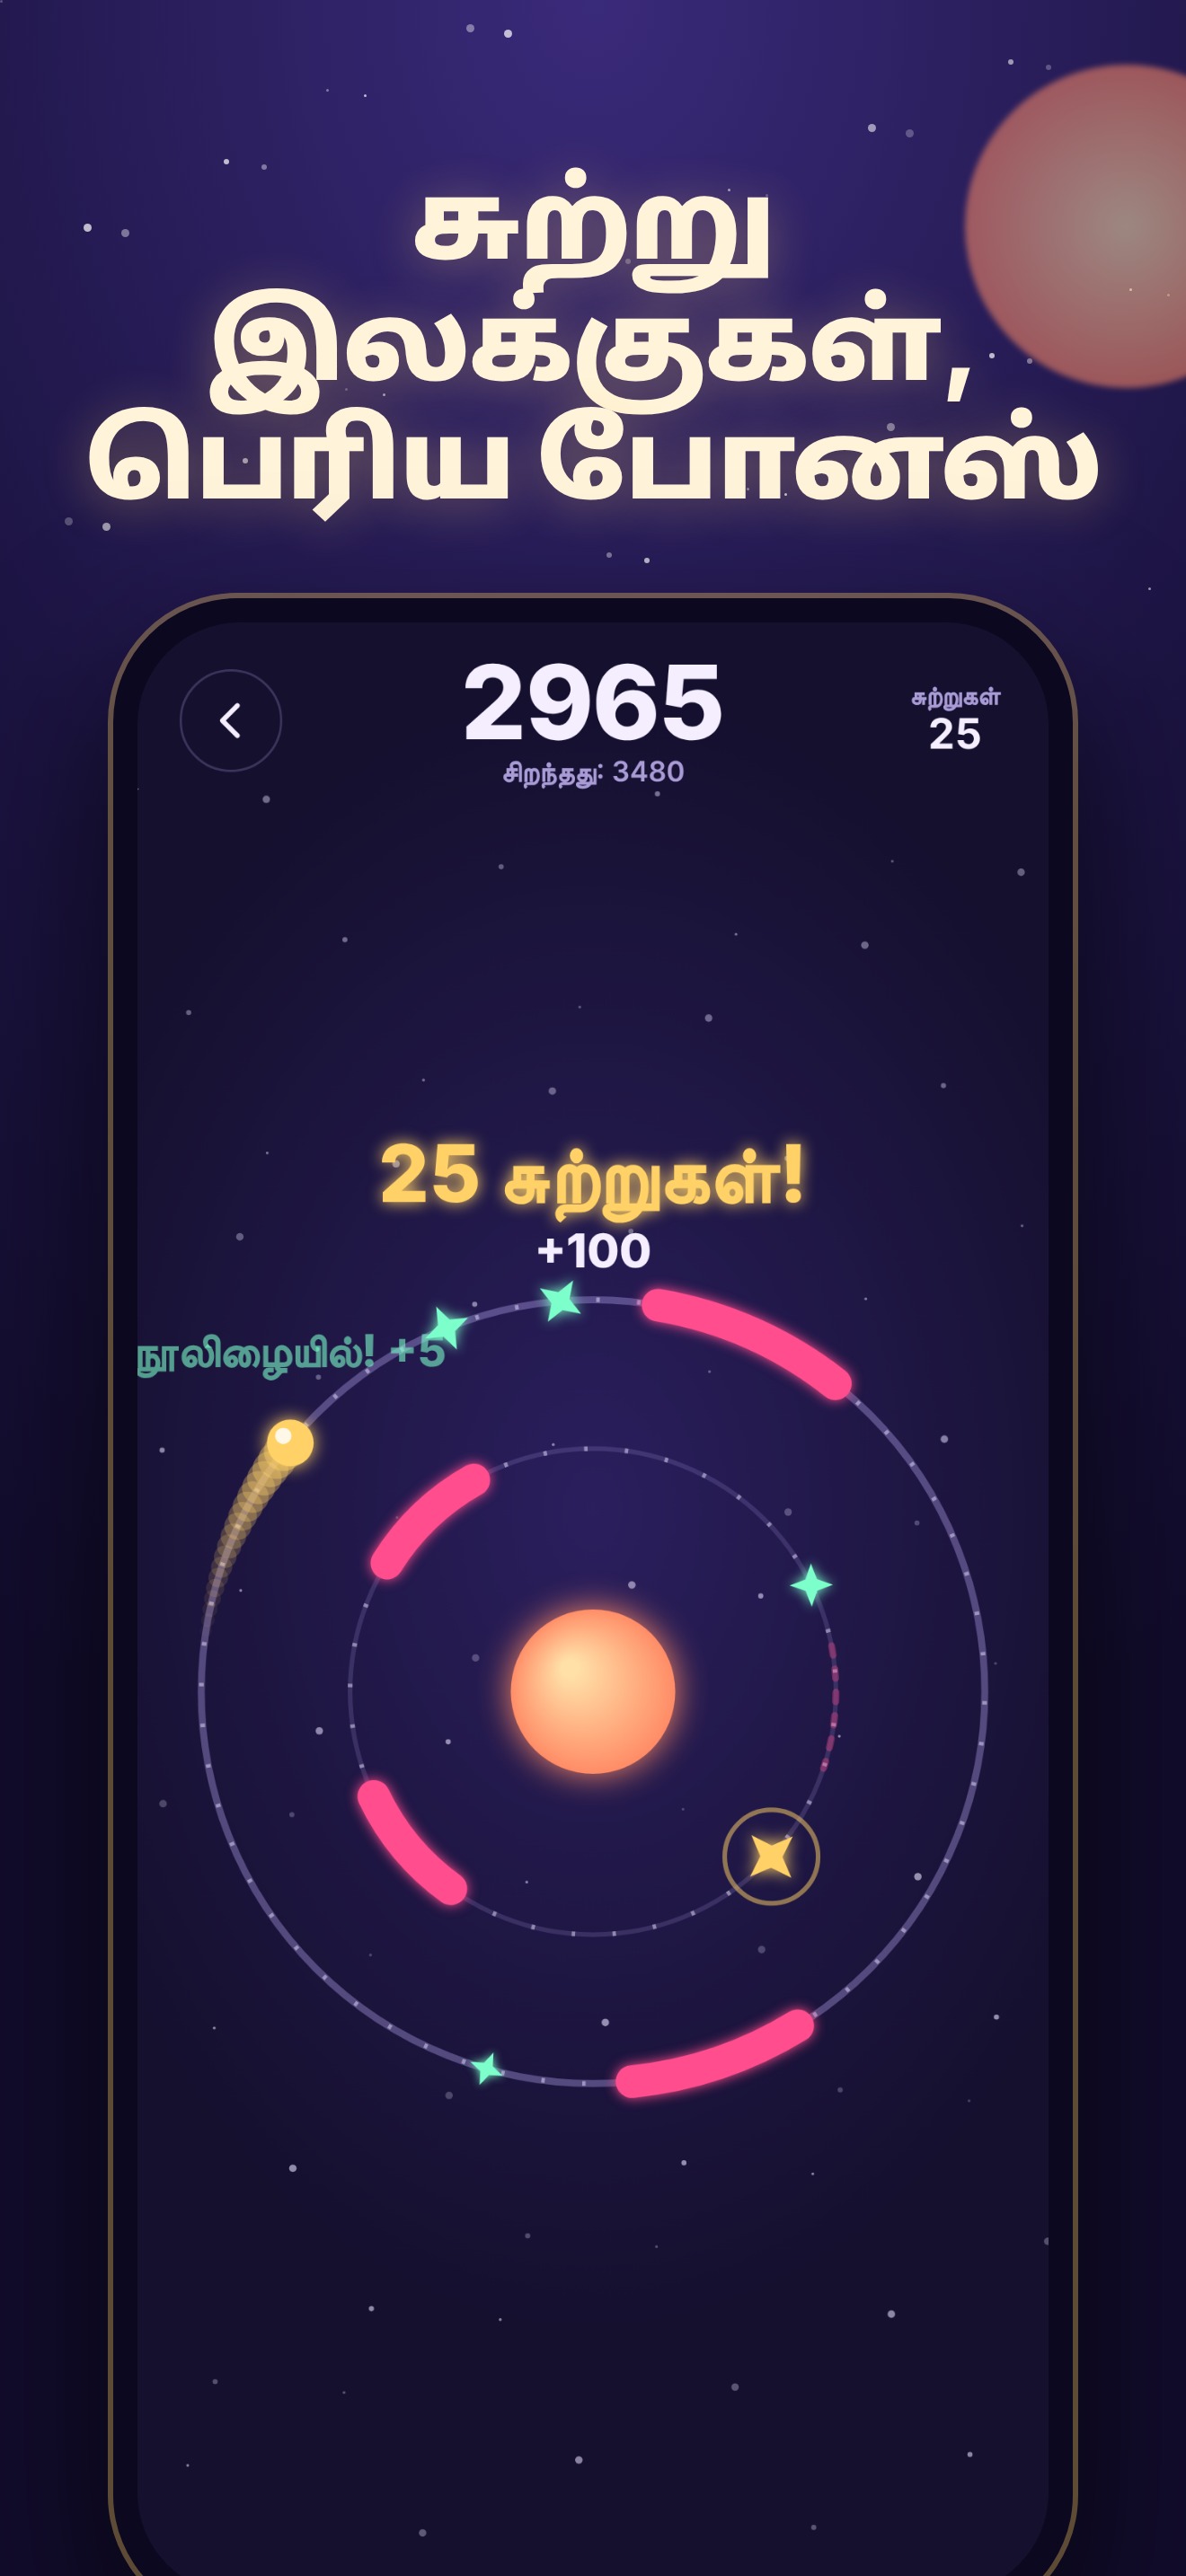 சுற்று
இலக்குகள்,
பெரிய போனஸ்
2965
சிறந்தது: 3480
சுற்றுகள்
25
25 சுற்றுகள்!
+100
நூலிழையில்! +5